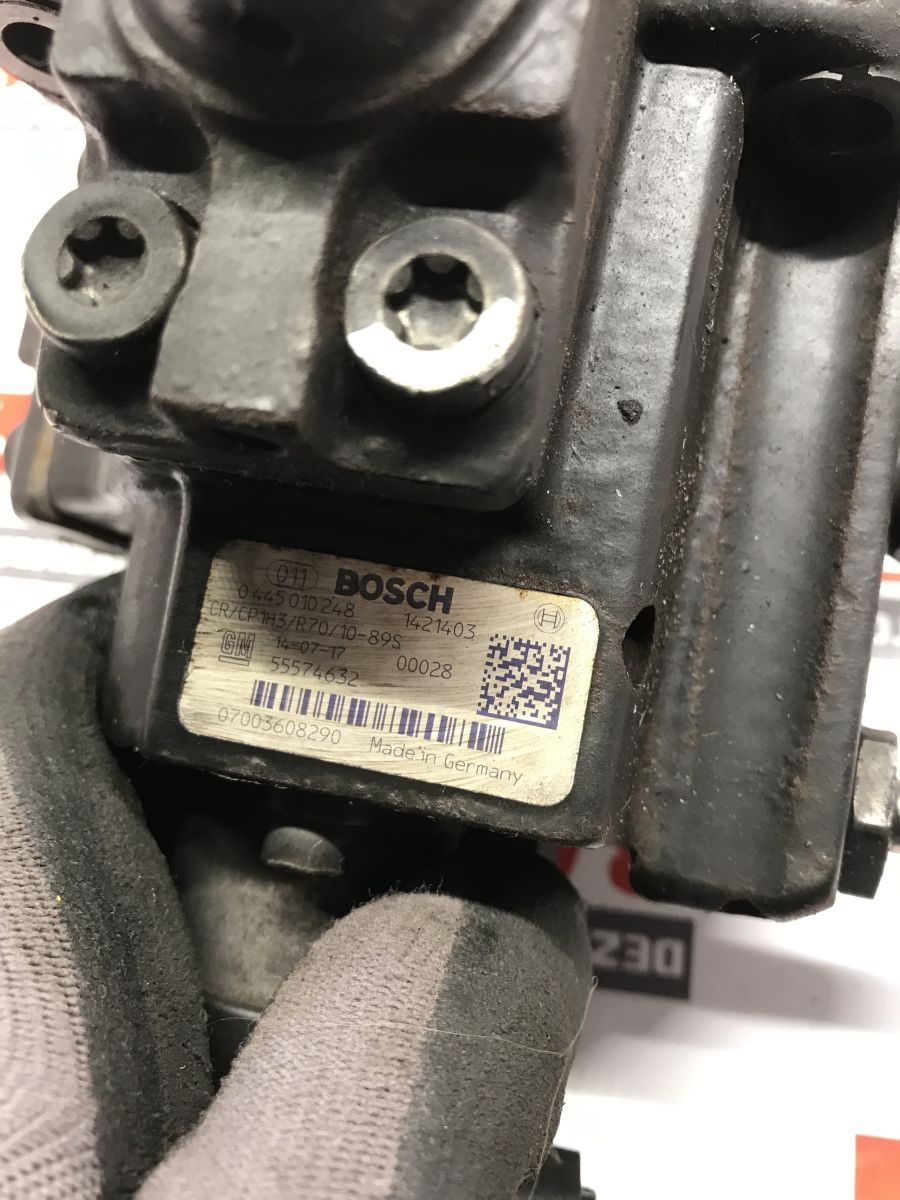 011 BOSCH
0445010248 1421403
CR/CP1H3/R70/10-89S
GM 14-07-17 00028
55574632
07003608290 Made in Germany
DEZ